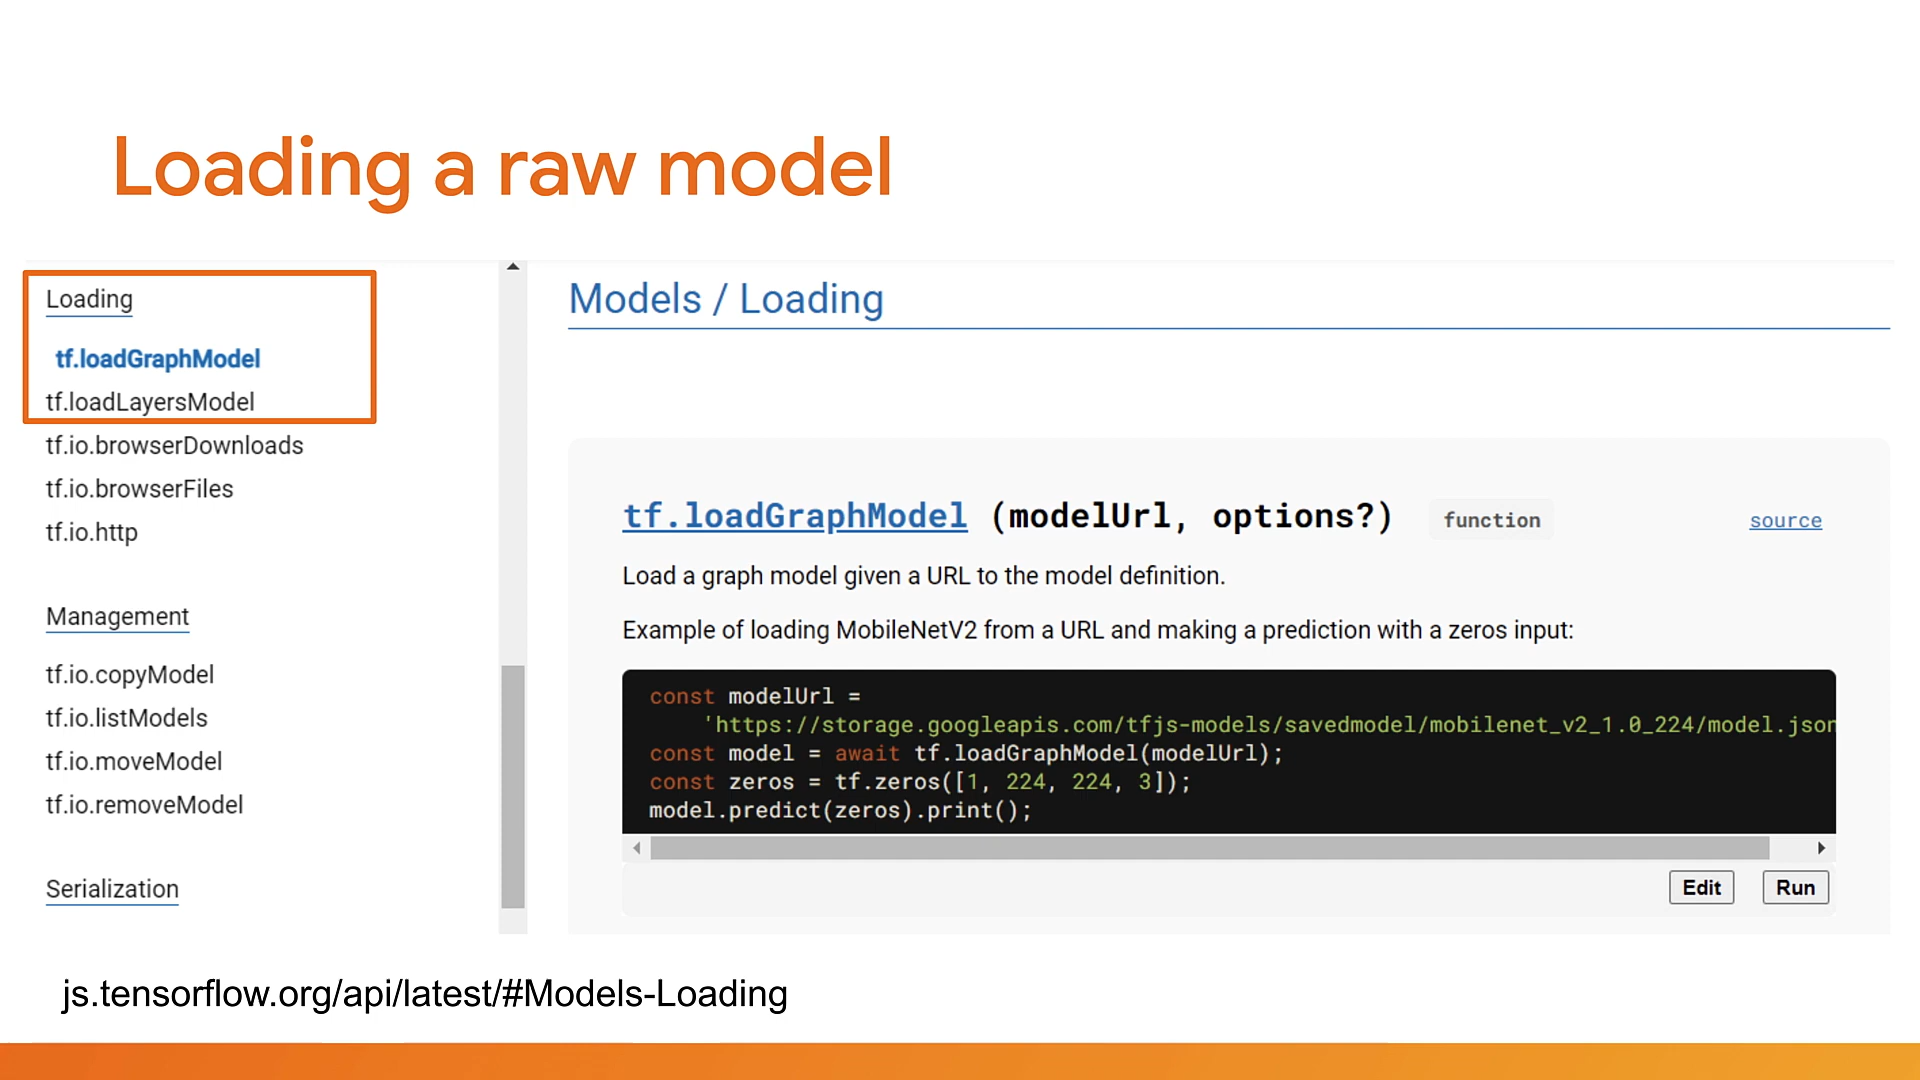 Loading a raw model
Loading
tf.loadGraphModel
tf.loadLayersModel
tf.io.browserDownloads
tf.io.browserFiles
tf.io.http
Management
tf.io.copyModel
tf.io.listModels
tf.io.moveModel
tf.io.removeModel
Serialization
Models / Loading
tf.loadGraphModel (modelUrl, options?) function source
Load a graph model given a URL to the model definition.
Example of loading MobileNetV2 from a URL and making a prediction with a zeros input:
const modelUrl =
'https://storage.googleapis.com/tfjs-models/savedmodel/mobilenet_v2_1.0_224/model.json
const model = await tf.loadGraphModel(modelUrl);
const zeros = tf.zeros([1, 224, 224, 3]);
model.predict(zeros).print();
Edit Run
js.tensorflow.org/api/latest/#Models-Loading